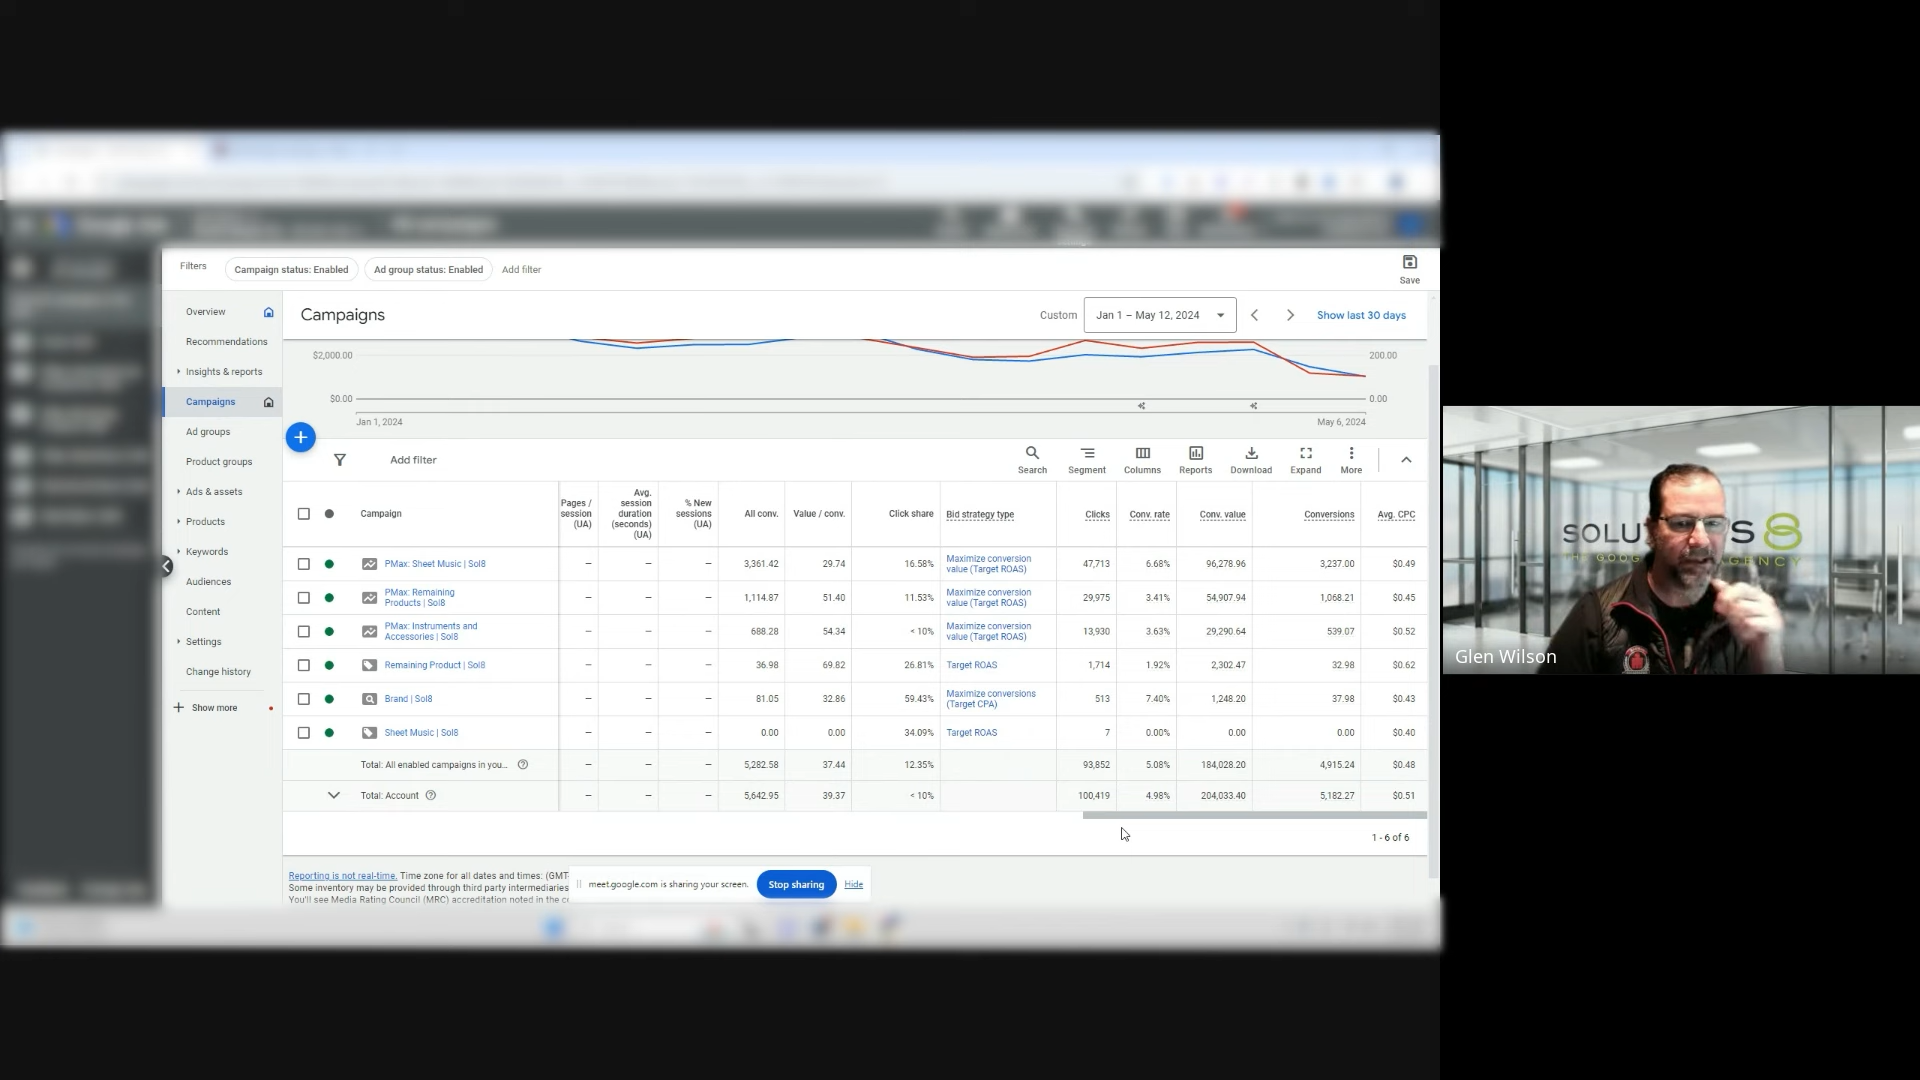 Filters
Campaign status: Enabled
Ad group status: Enabled
Add filter
Save
Overview
Recommendations
Insights & reports
Campaigns
Ad groups
Product groups
Ads & assets
Products
Keywords
Audiences
Content
Settings
Change history
Show more
Campaigns
Custom
Jan 1 – May 12, 2024
Show last 30 days
$2,000.00
200.00
$0.00
0.00
Jan 1, 2024
May 6, 2024
Add filter
Search
Segment
Columns
Reports
Download
Expand
More
Campaign
Pages /
session
(UA)
Avg.
session
duration
(seconds)
(UA)
% New
sessions
(UA)
All conv.
Value / conv.
Click share
Bid strategy type
Clicks
Conv. rate
Conv. value
Conversions
Avg. CPC
PMax: Sheet Music | Sol8
– – – 3,361.42 29.74 16.58%
Maximize conversion
value (Target ROAS)
47,713 6.68% 96,278.96 3,237.00 $0.49
PMax: Remaining
Products | Sol8
– – – 1,114.87 51.40 11.53%
Maximize conversion
value (Target ROAS)
29,975 3.41% 54,907.94 1,068.21 $0.45
PMax: Instruments and
Accessories | Sol8
– – – 688.28 54.34 < 10%
Maximize conversion
value (Target ROAS)
13,930 3.63% 29,290.64 539.07 $0.52
Remaining Product | Sol8
– – – 36.98 69.82 26.81% Target ROAS 1,714 1.92% 2,302.47 32.98 $0.62
Brand | Sol8
– – – 81.05 32.86 59.43%
Maximize conversions
(Target CPA)
513 7.40% 1,248.20 37.98 $0.43
Sheet Music | Sol8
– – – 0.00 0.00 34.09% Target ROAS 7 0.00% 0.00 0.00 $0.40
Total: All enabled campaigns in you...
– – – 5,282.58 37.44 12.35% 93,852 5.08% 184,028.20 4,915.24 $0.48
Total: Account
– – – 5,642.95 39.37 < 10% 100,419 4.98% 204,033.40 5,182.27 $0.51
1 - 6 of 6
Reporting is not real-time. Time zone for all dates and times: (GMT
Some inventory may be provided through third party intermediaries
You'll see Media Rating Council (MRC) accreditation noted in the c
meet.google.com is sharing your screen.
Stop sharing
Hide
SOLU S 8
THE GOOG GENCY
Glen Wilson